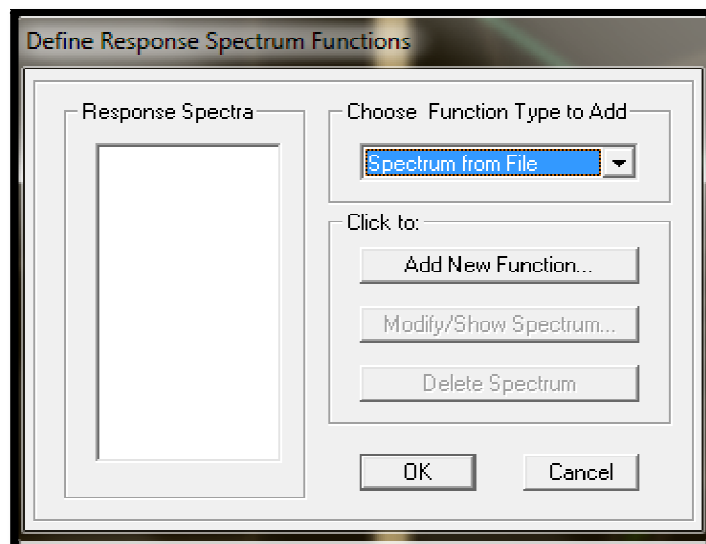 Define Response Spectrum Functions
Response Spectra
Choose Function Type to Add
Spectrum from File
Click to:
Add New Function...
Modify/Show Spectrum...
Delete Spectrum
OK
Cancel